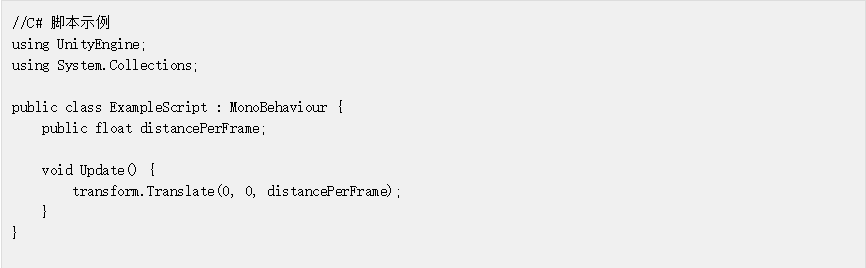 //C# 脚本示例
using UnityEngine;
using System.Collections;
public class ExampleScript : MonoBehaviour {
    public float distancePerFrame;
    void Update() {
        transform.Translate(0, 0, distancePerFrame);
    }
}